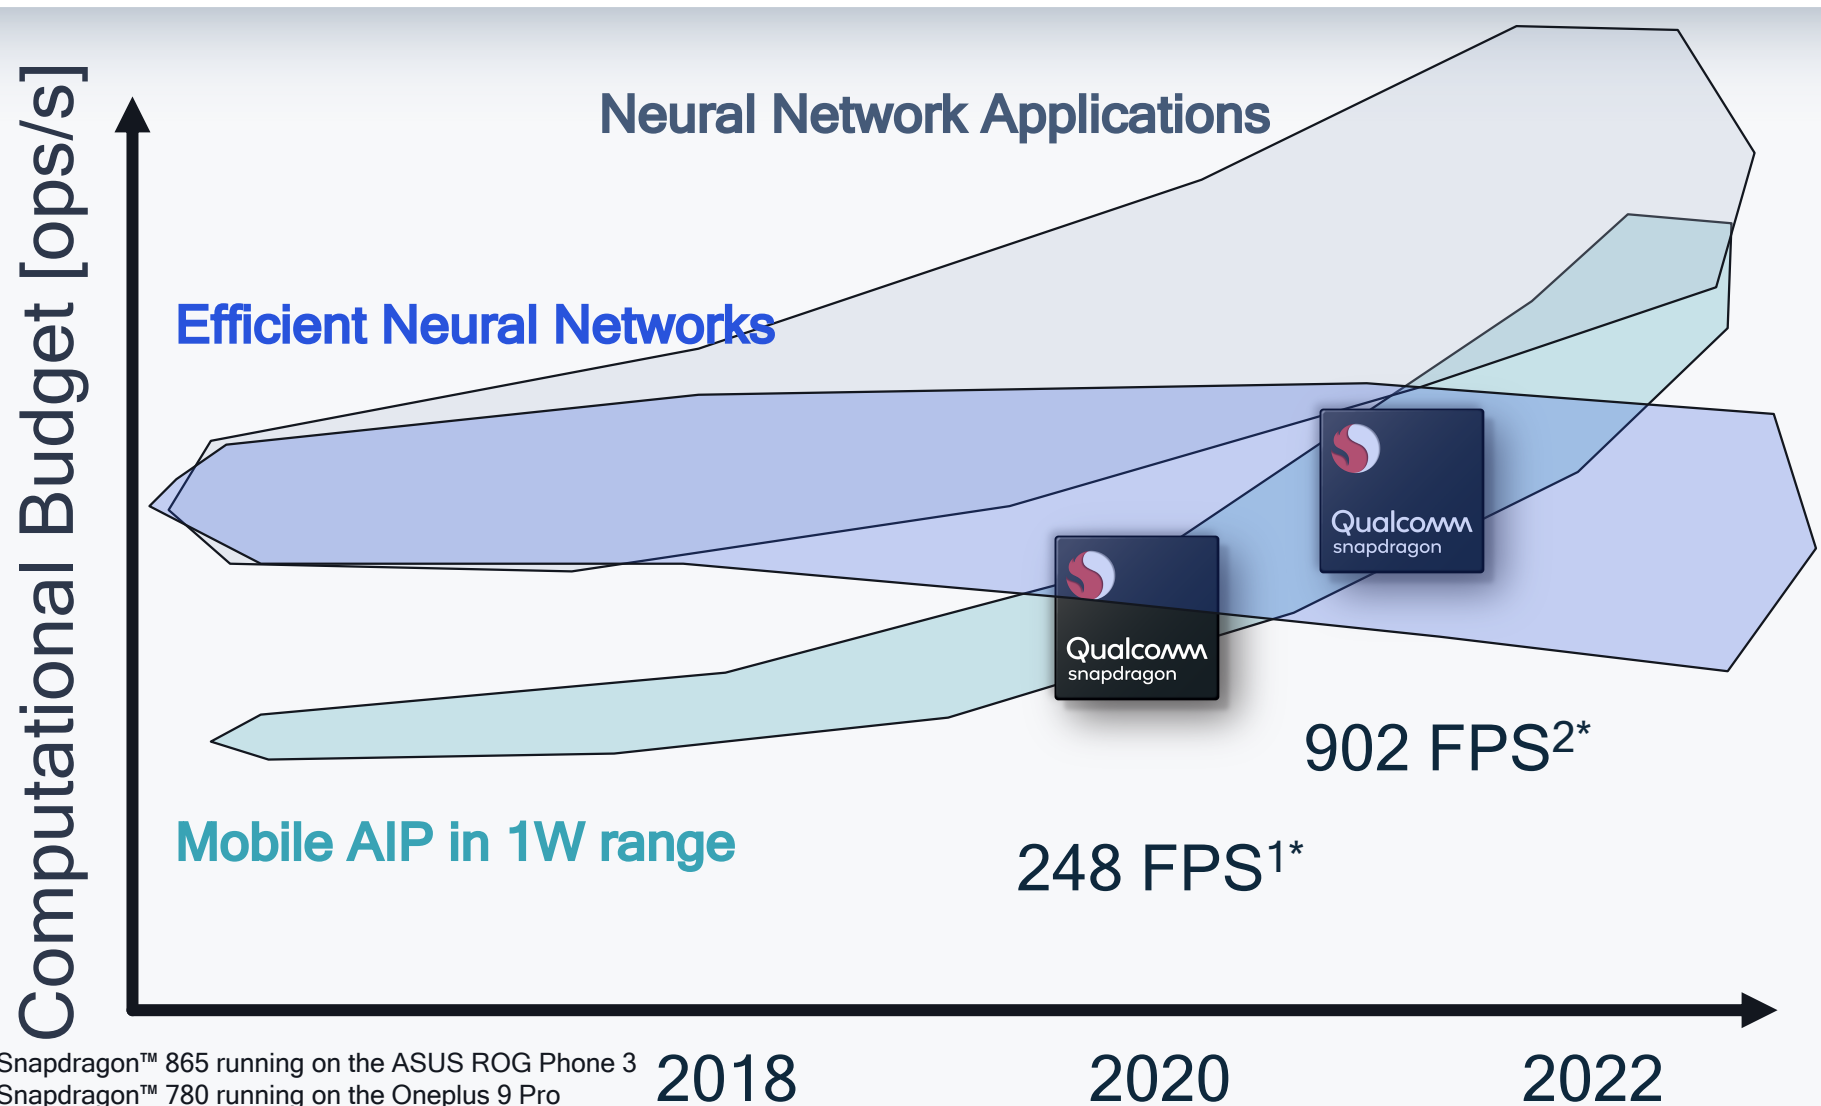 Computational Budget [ops/s]
Neural Network Applications
Efficient Neural Networks
Qualcomm
snapdragon
Qualcomm
snapdragon
902 FPS2*
Mobile AIP in 1W range
248 FPS1*
Snapdragon™ 865 running on the ASUS ROG Phone 3
Snapdragon™ 780 running on the Oneplus 9 Pro
2018
2020
2022